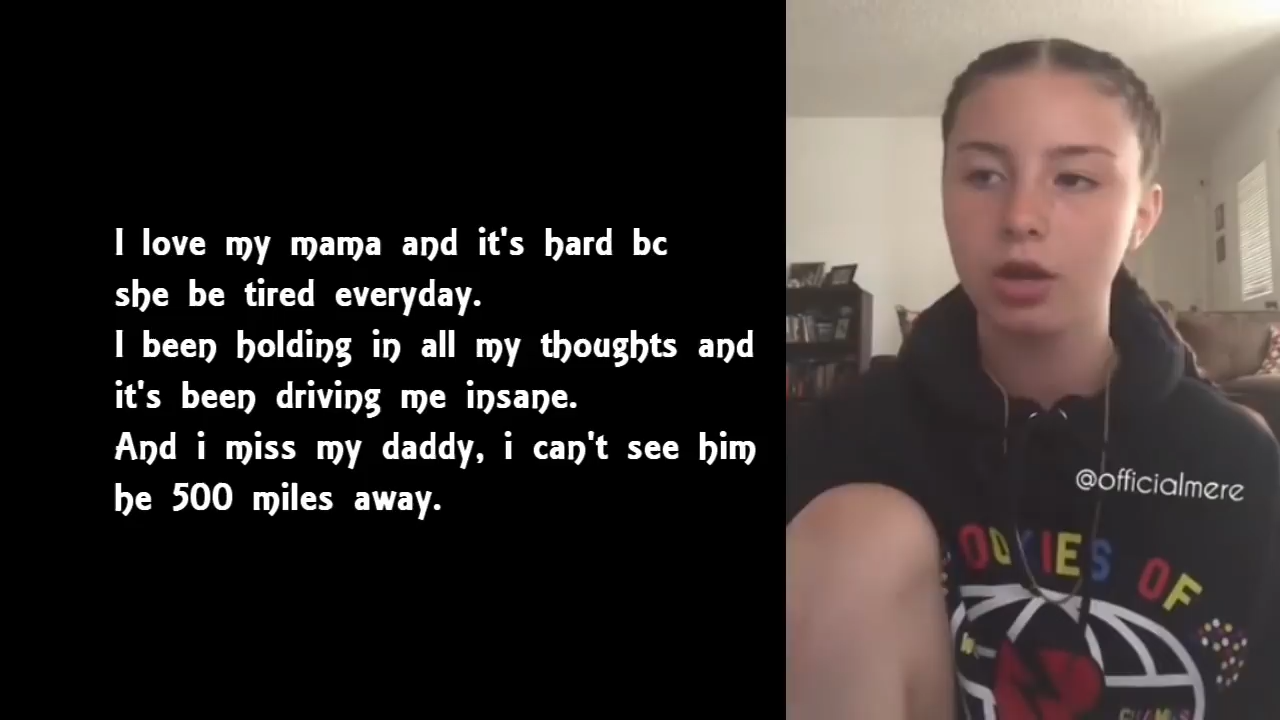 I love my mama and it's hard bc
she be tired everyday.
I been holding in all my thoughts and
it's been driving me insane.
And i miss my daddy, i can't see him
he 500 miles away.
@officialmere
OF